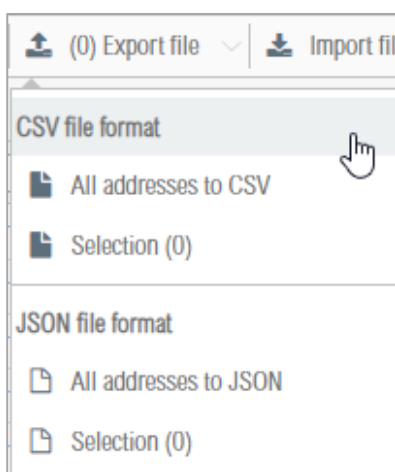 (0) Export file Import fil
CSV file format
All addresses to CSV
Selection (0)
JSON file format
All addresses to JSON
Selection (0)